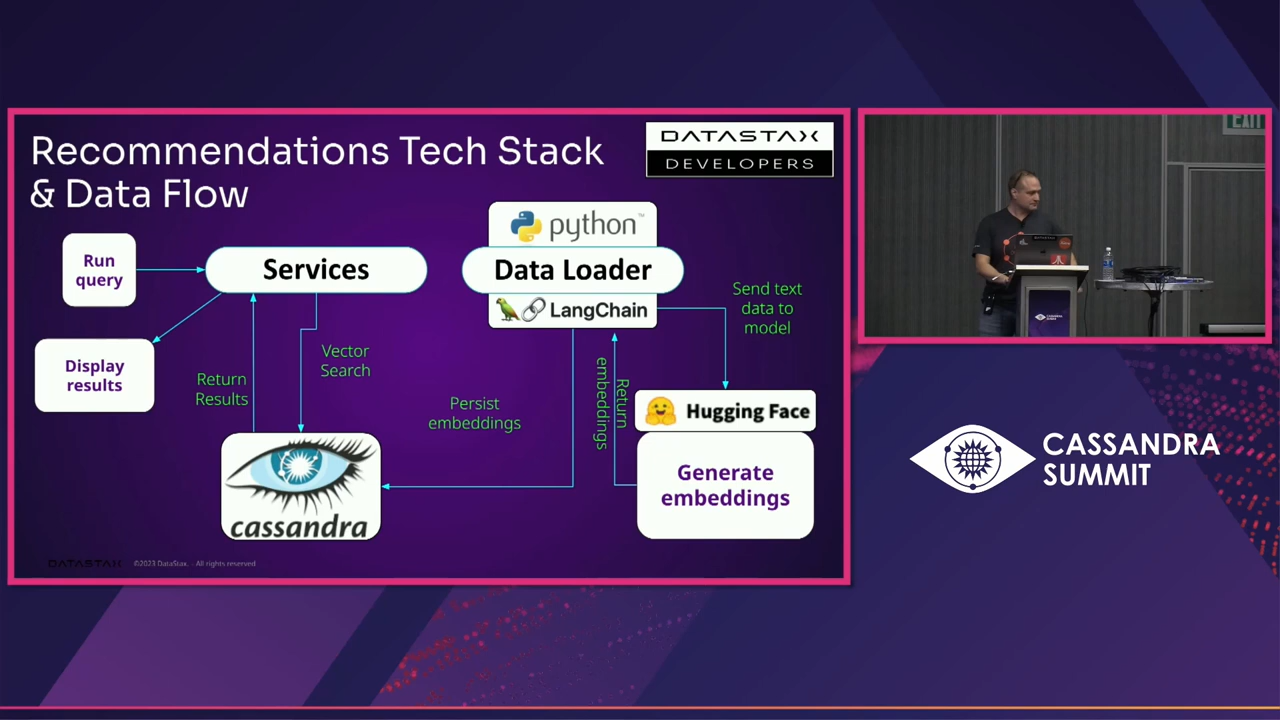 Recommendations Tech Stack
& Data Flow
DATASTAX
DEVELOPERS
python™
Run
query
Services
Data Loader
LangChain
Send text
data to
model
Display
results
Vector
Search
Return
Results
Persist
embeddings
Return
embeddings
Hugging Face
Generate
embeddings
cassandra
DATASTAX
©2023 DataStax. - All rights reserved
EXIT
CASSANDRA
SUMMIT